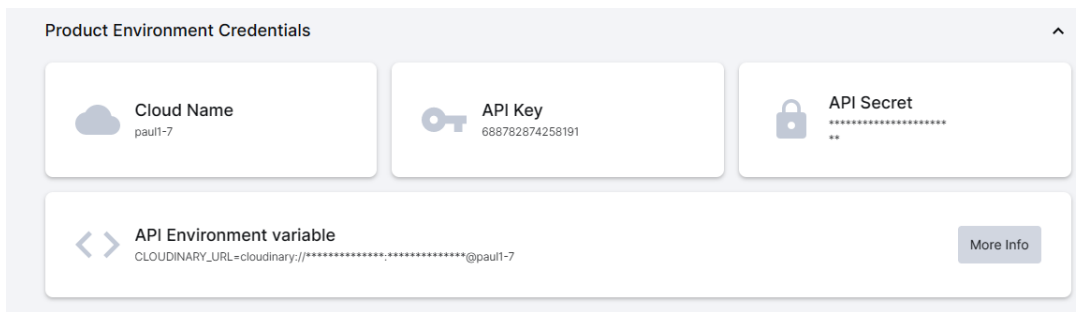 Product Environment Credentials
Cloud Name
paul1-7
API Key
688782874258191
API Secret
*********************
**
API Environment variable
CLOUDINARY_URL=cloudinary://**************:**************@paul1-7
More Info